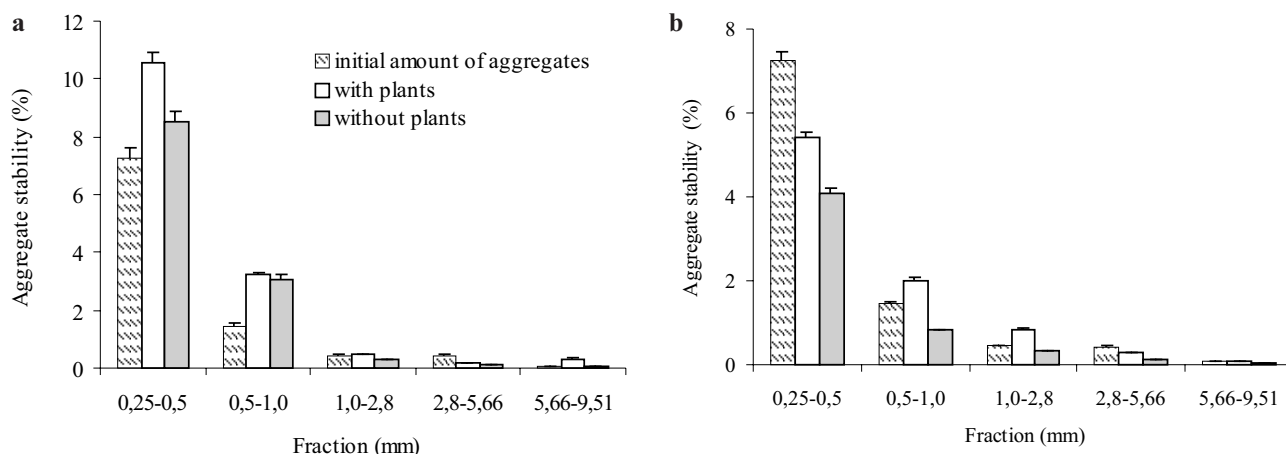 a
12
10
8
6
4
2
0
Aggregate stability (%)
initial amount of aggregates
with plants
without plants
0,25-0,5 0,5-1,0 1,0-2,8 2,8-5,66 5,66-9,51
Fraction (mm)
b
8
6
4
2
0
Aggregate stability (%)
0,25-0,5 0,5-1,0 1,0-2,8 2,8-5,66 5,66-9,51
Fraction (mm)